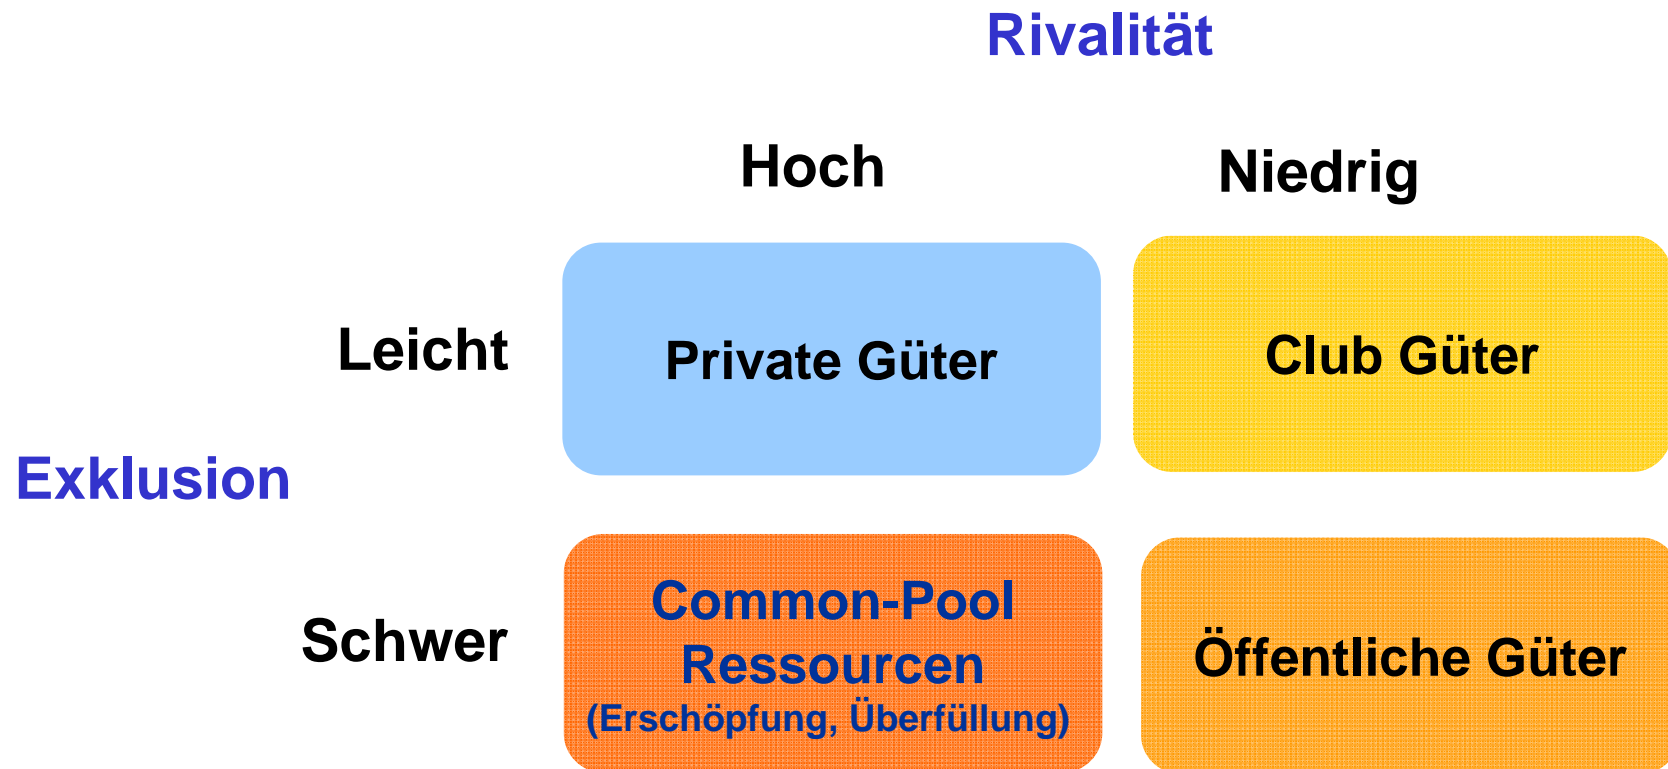 Rivalität
Hoch
Niedrig
Leicht
Private Güter
Club Güter
Exklusion
Schwer
Common-Pool
Ressourcen
(Erschöpfung, Überfüllung)
Öffentliche Güter